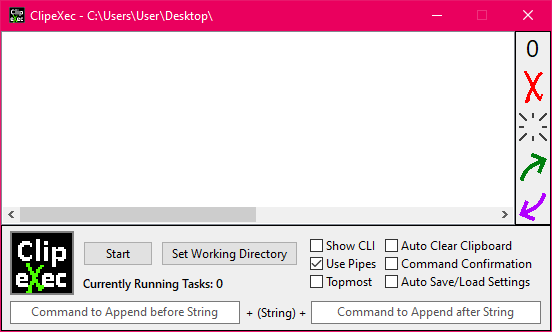 ClipeXec - C:\Users\User\Desktop\
0
Clip
eXec
Start
Set Working Directory
Currently Running Tasks: 0
Show CLI
Auto Clear Clipboard
Use Pipes
Command Confirmation
Topmost
Auto Save/Load Settings
Command to Append before String + (String) + Command to Append after String